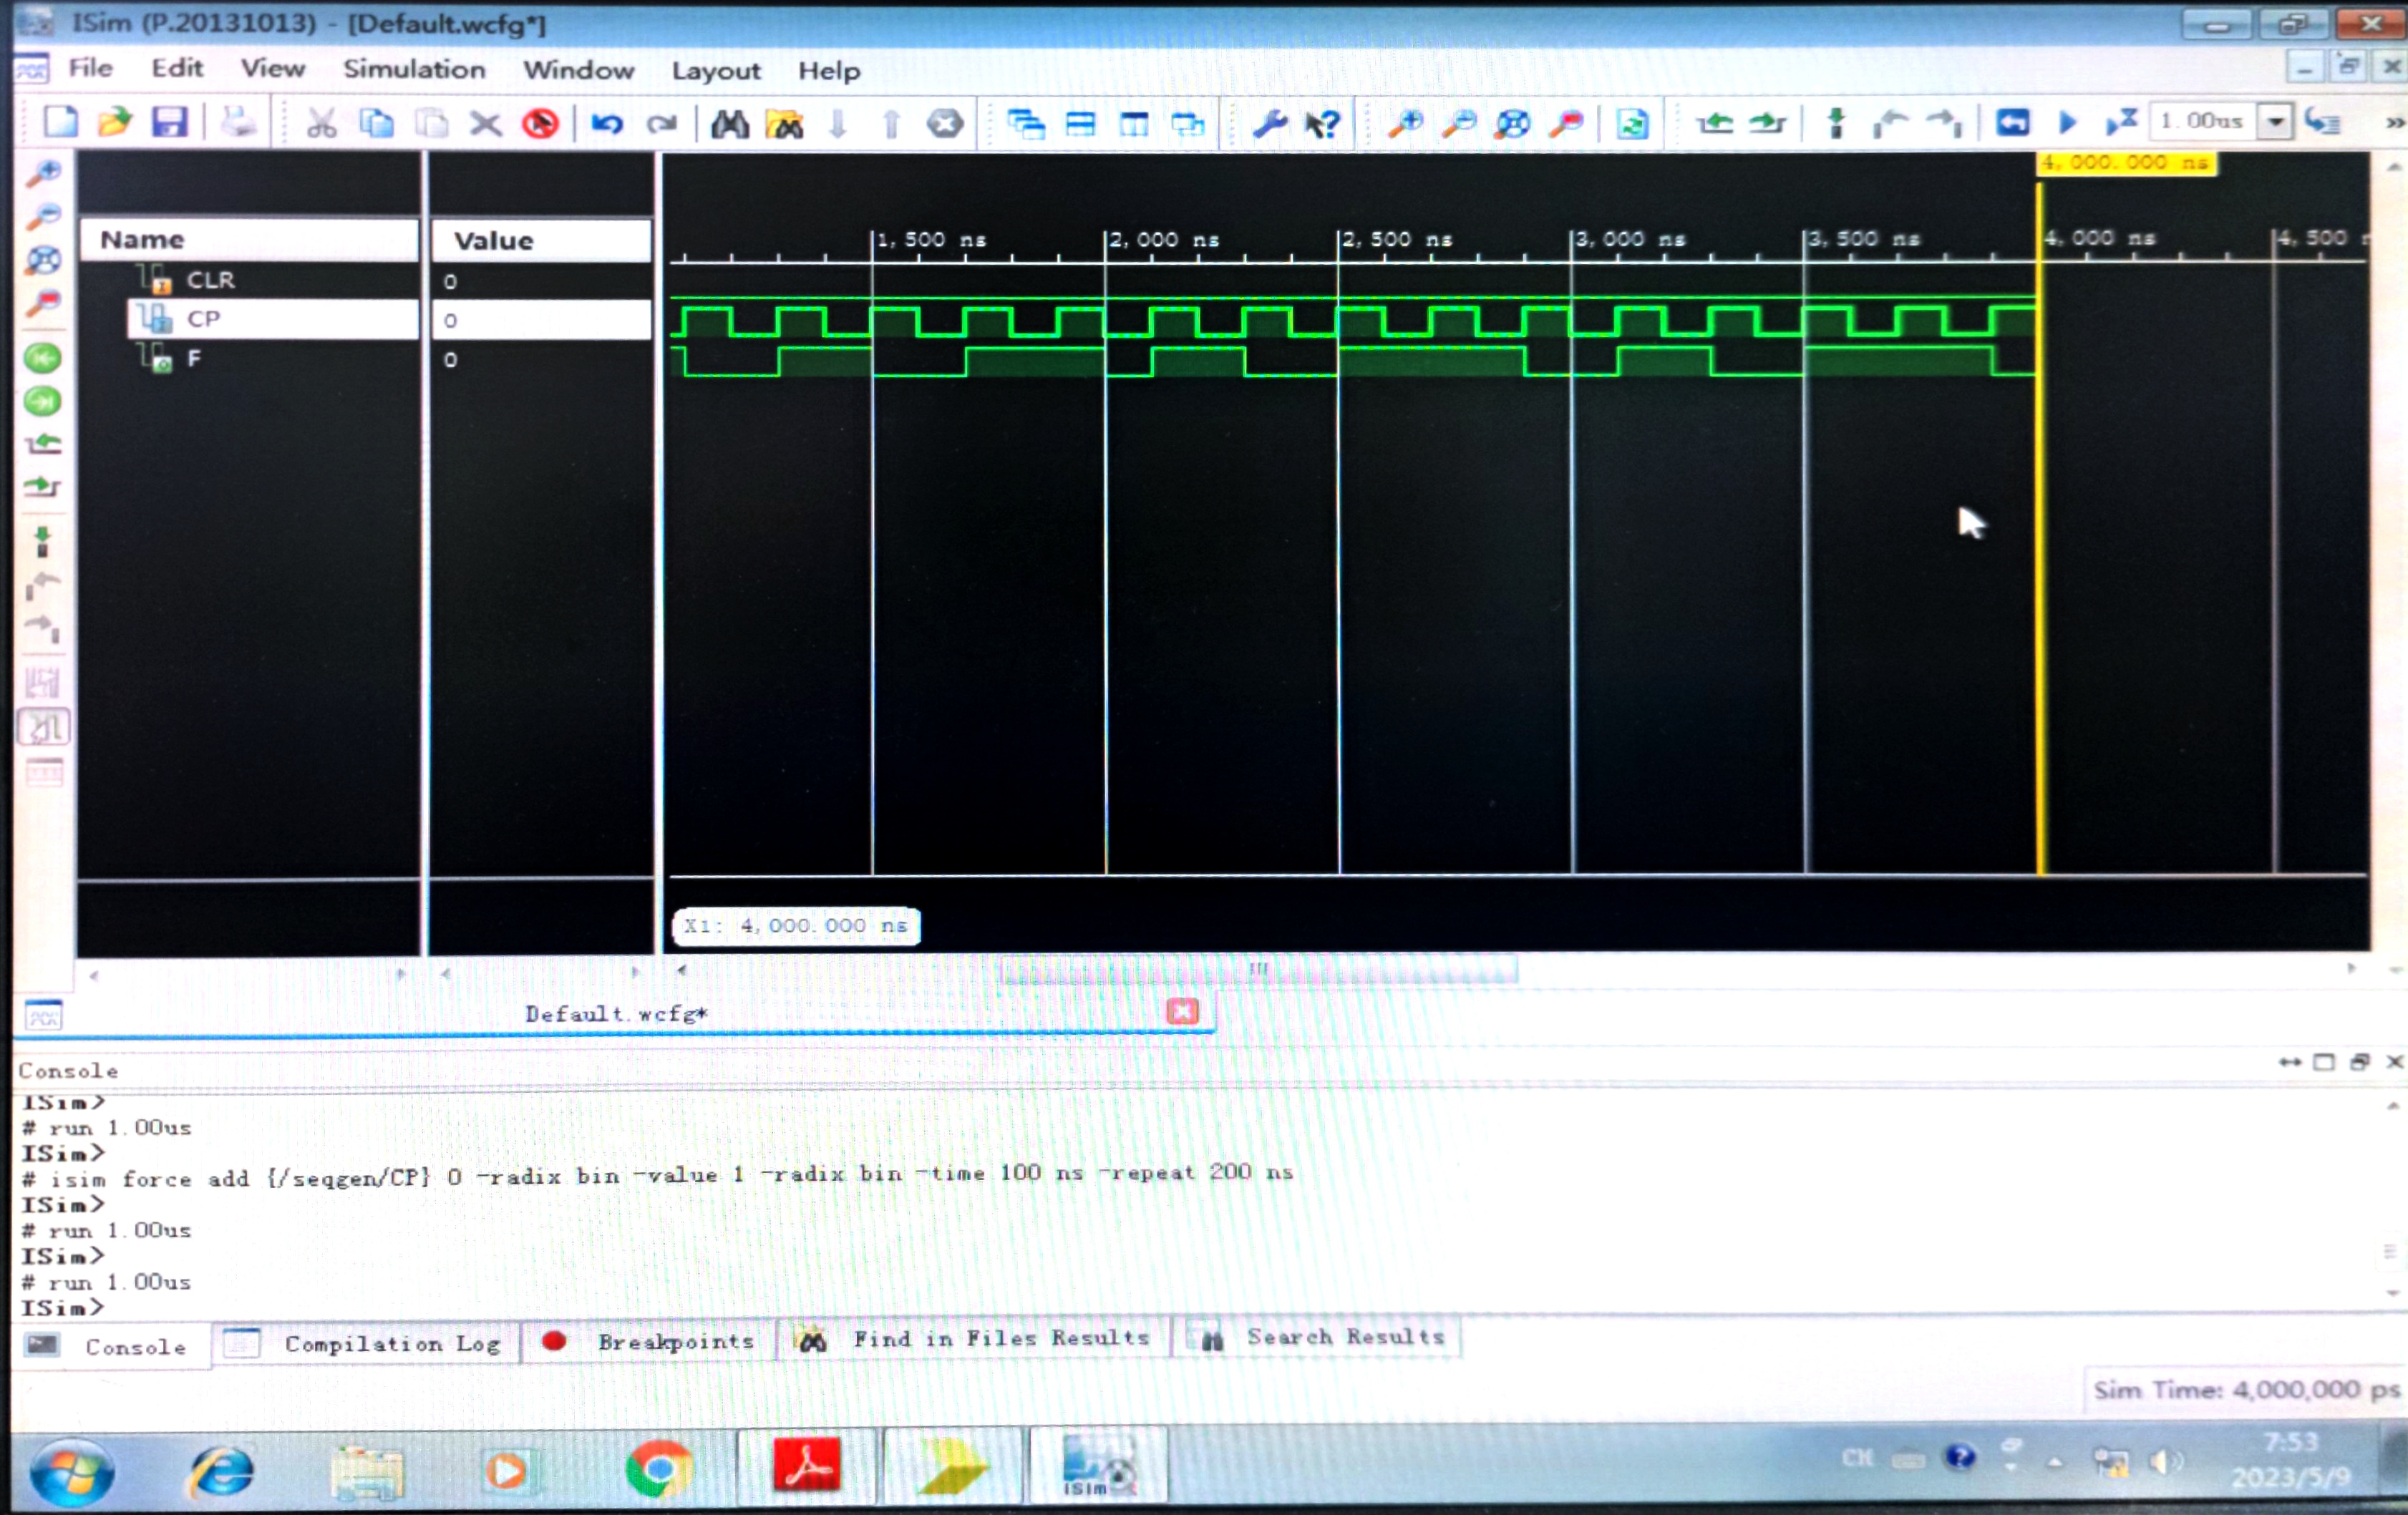 ISim (P.20131013) - [Default.wcfg*]
File Edit View Simulation Window Layout Help
1.00us
4,000.000 ns
Name Value
1,500 ns 2,000 ns 2,500 ns 3,000 ns 3,500 ns 4,000 ns 4,500
CLR 0
CP 0
F 0
X1: 4,000.000 ns
Default.wcfg*
Console
ISim>
# run 1.00us
ISim>
# isim force add {/seqgen/CP} 0 -radix bin -value 1 -radix bin -time 100 ns -repeat 200 ns
ISim>
# run 1.00us
ISim>
# run 1.00us
ISim>
Console Compilation Log Breakpoints Find in Files Results Search Results
Sim Time: 4,000,000 ps
ISim
CH
7:53
2023/5/9